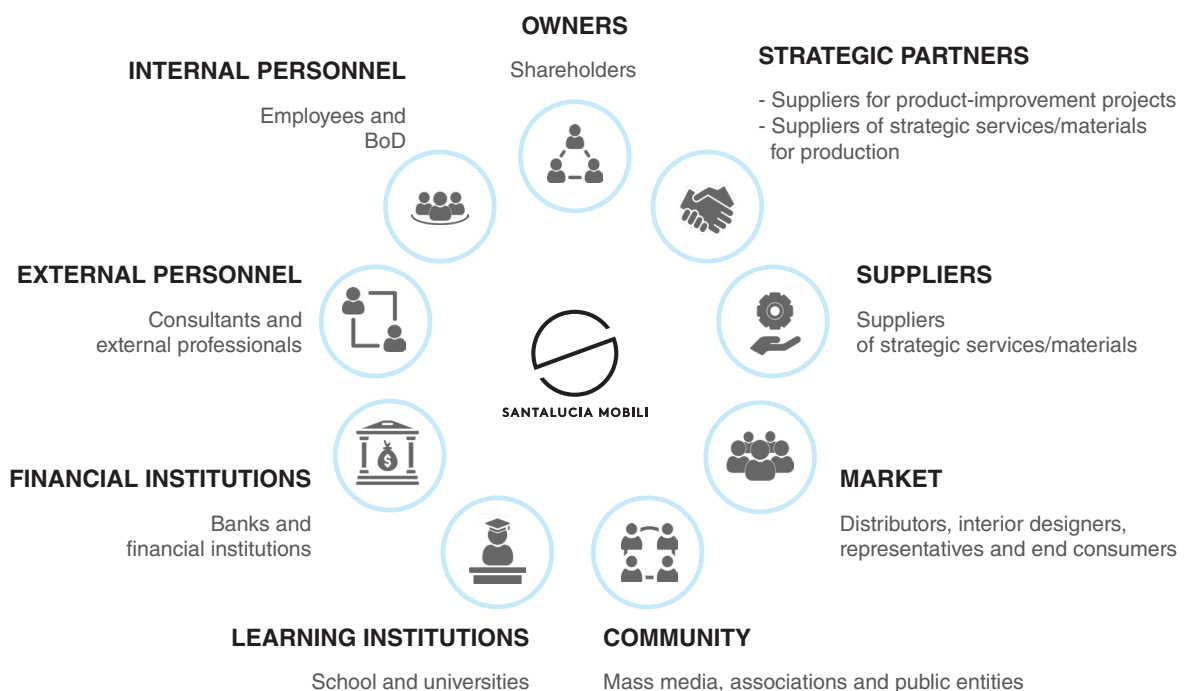 OWNERS
Shareholders
STRATEGIC PARTNERS
- Suppliers for product-improvement projects
- Suppliers of strategic services/materials
for production
INTERNAL PERSONNEL
Employees and
BoD
EXTERNAL PERSONNEL
Consultants and
external professionals
SUPPLIERS
Suppliers
of strategic services/materials
SANTALUCIA MOBILI
FINANCIAL INSTITUTIONS
Banks and
financial institutions
$
MARKET
Distributors, interior designers,
representatives and end consumers
LEARNING INSTITUTIONS
School and universities
COMMUNITY
Mass media, associations and public entities